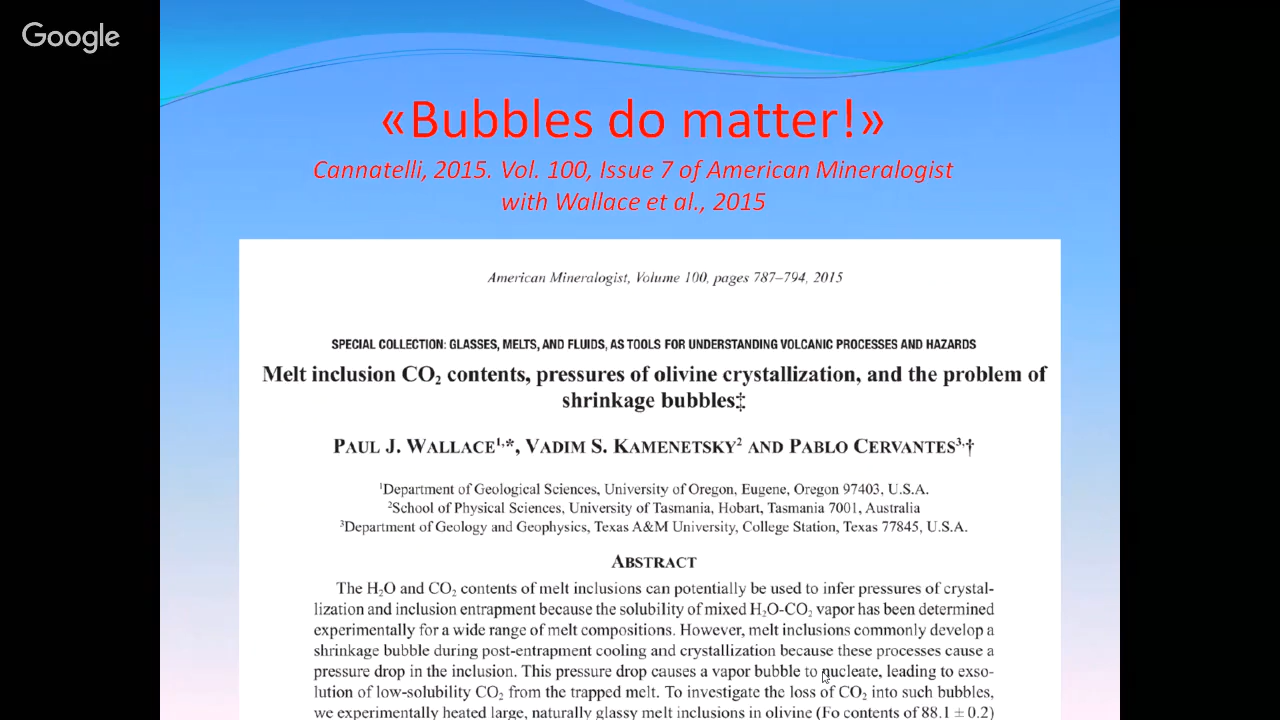 Google
«Bubbles do matter!»
Cannatelli, 2015. Vol. 100, Issue 7 of American Mineralogist
with Wallace et al., 2015
American Mineralogist, Volume 100, pages 787–794, 2015
SPECIAL COLLECTION: GLASSES, MELTS, AND FLUIDS, AS TOOLS FOR UNDERSTANDING VOLCANIC PROCESSES AND HAZARDS
Melt inclusion CO₂ contents, pressures of olivine crystallization, and the problem of
shrinkage bubbles‡
PAUL J. WALLACE¹,*, VADIM S. KAMENETSKY² AND PABLO CERVANTES³,†
¹Department of Geological Sciences, University of Oregon, Eugene, Oregon 97403, U.S.A.
²School of Physical Sciences, University of Tasmania, Hobart, Tasmania 7001, Australia
³Department of Geology and Geophysics, Texas A&M University, College Station, Texas 77845, U.S.A.
ABSTRACT
The H₂O and CO₂ contents of melt inclusions can potentially be used to infer pressures of crystal-
lization and inclusion entrapment because the solubility of mixed H₂O-CO₂ vapor has been determined
experimentally for a wide range of melt compositions. However, melt inclusions commonly develop a
shrinkage bubble during post-entrapment cooling and crystallization because these processes cause a
pressure drop in the inclusion. This pressure drop causes a vapor bubble to nucleate, leading to exso-
lution of low-solubility CO₂ from the trapped melt. To investigate the loss of CO₂ into such bubbles,
we experimentally heated large, naturally glassy melt inclusions in olivine (Fo contents of 88.1 ± 0.2)